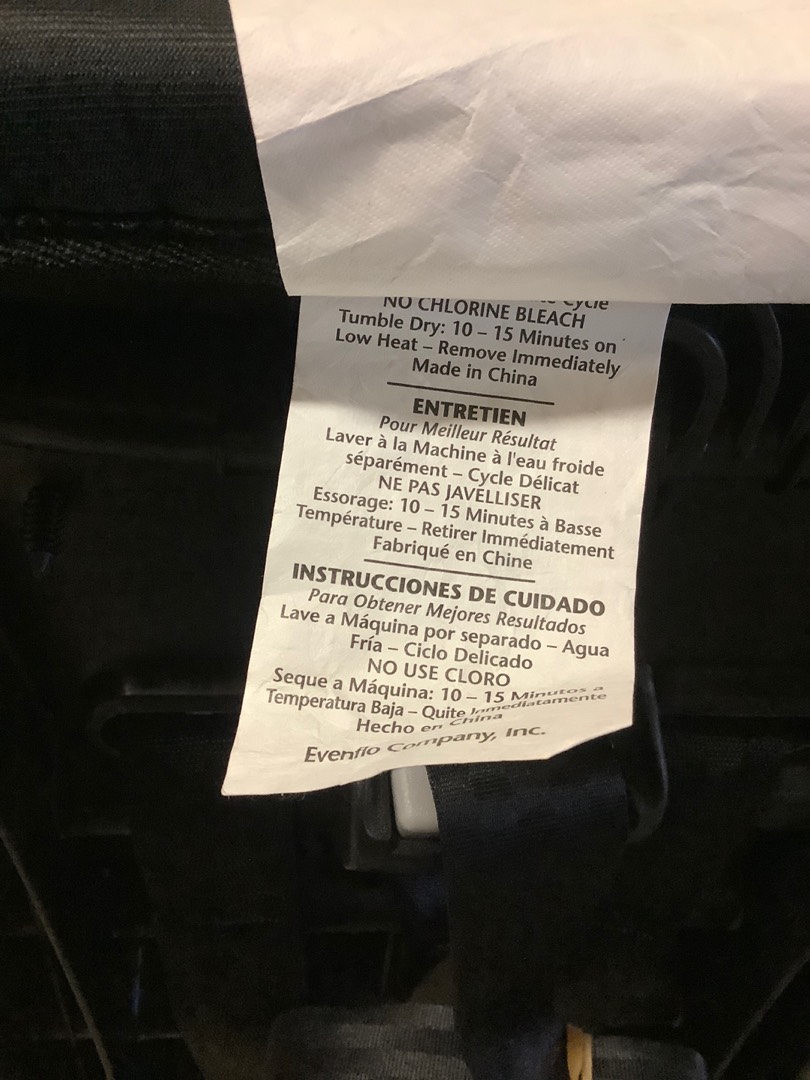 Cycle
NO CHLORINE BLEACH
Tumble Dry: 10 – 15 Minutes on
Low Heat – Remove Immediately
Made in China
ENTRETIEN
Pour Meilleur Résultat
Laver à la Machine à l'eau froide
séparément – Cycle Délicat
NE PAS JAVELLISER
Essorage: 10 – 15 Minutes à Basse
Température – Retirer Immédiatement
Fabriqué en Chine
INSTRUCCIONES DE CUIDADO
Para Obtener Mejores Resultados
Lave a Máquina por separado – Agua
Fría – Ciclo Delicado
NO USE CLORO
Seque a Máquina: 10 – 15 Minutos a
Temperatura Baja – Quite Inmediatamente
Hecho en China
Evenflo Company, Inc.